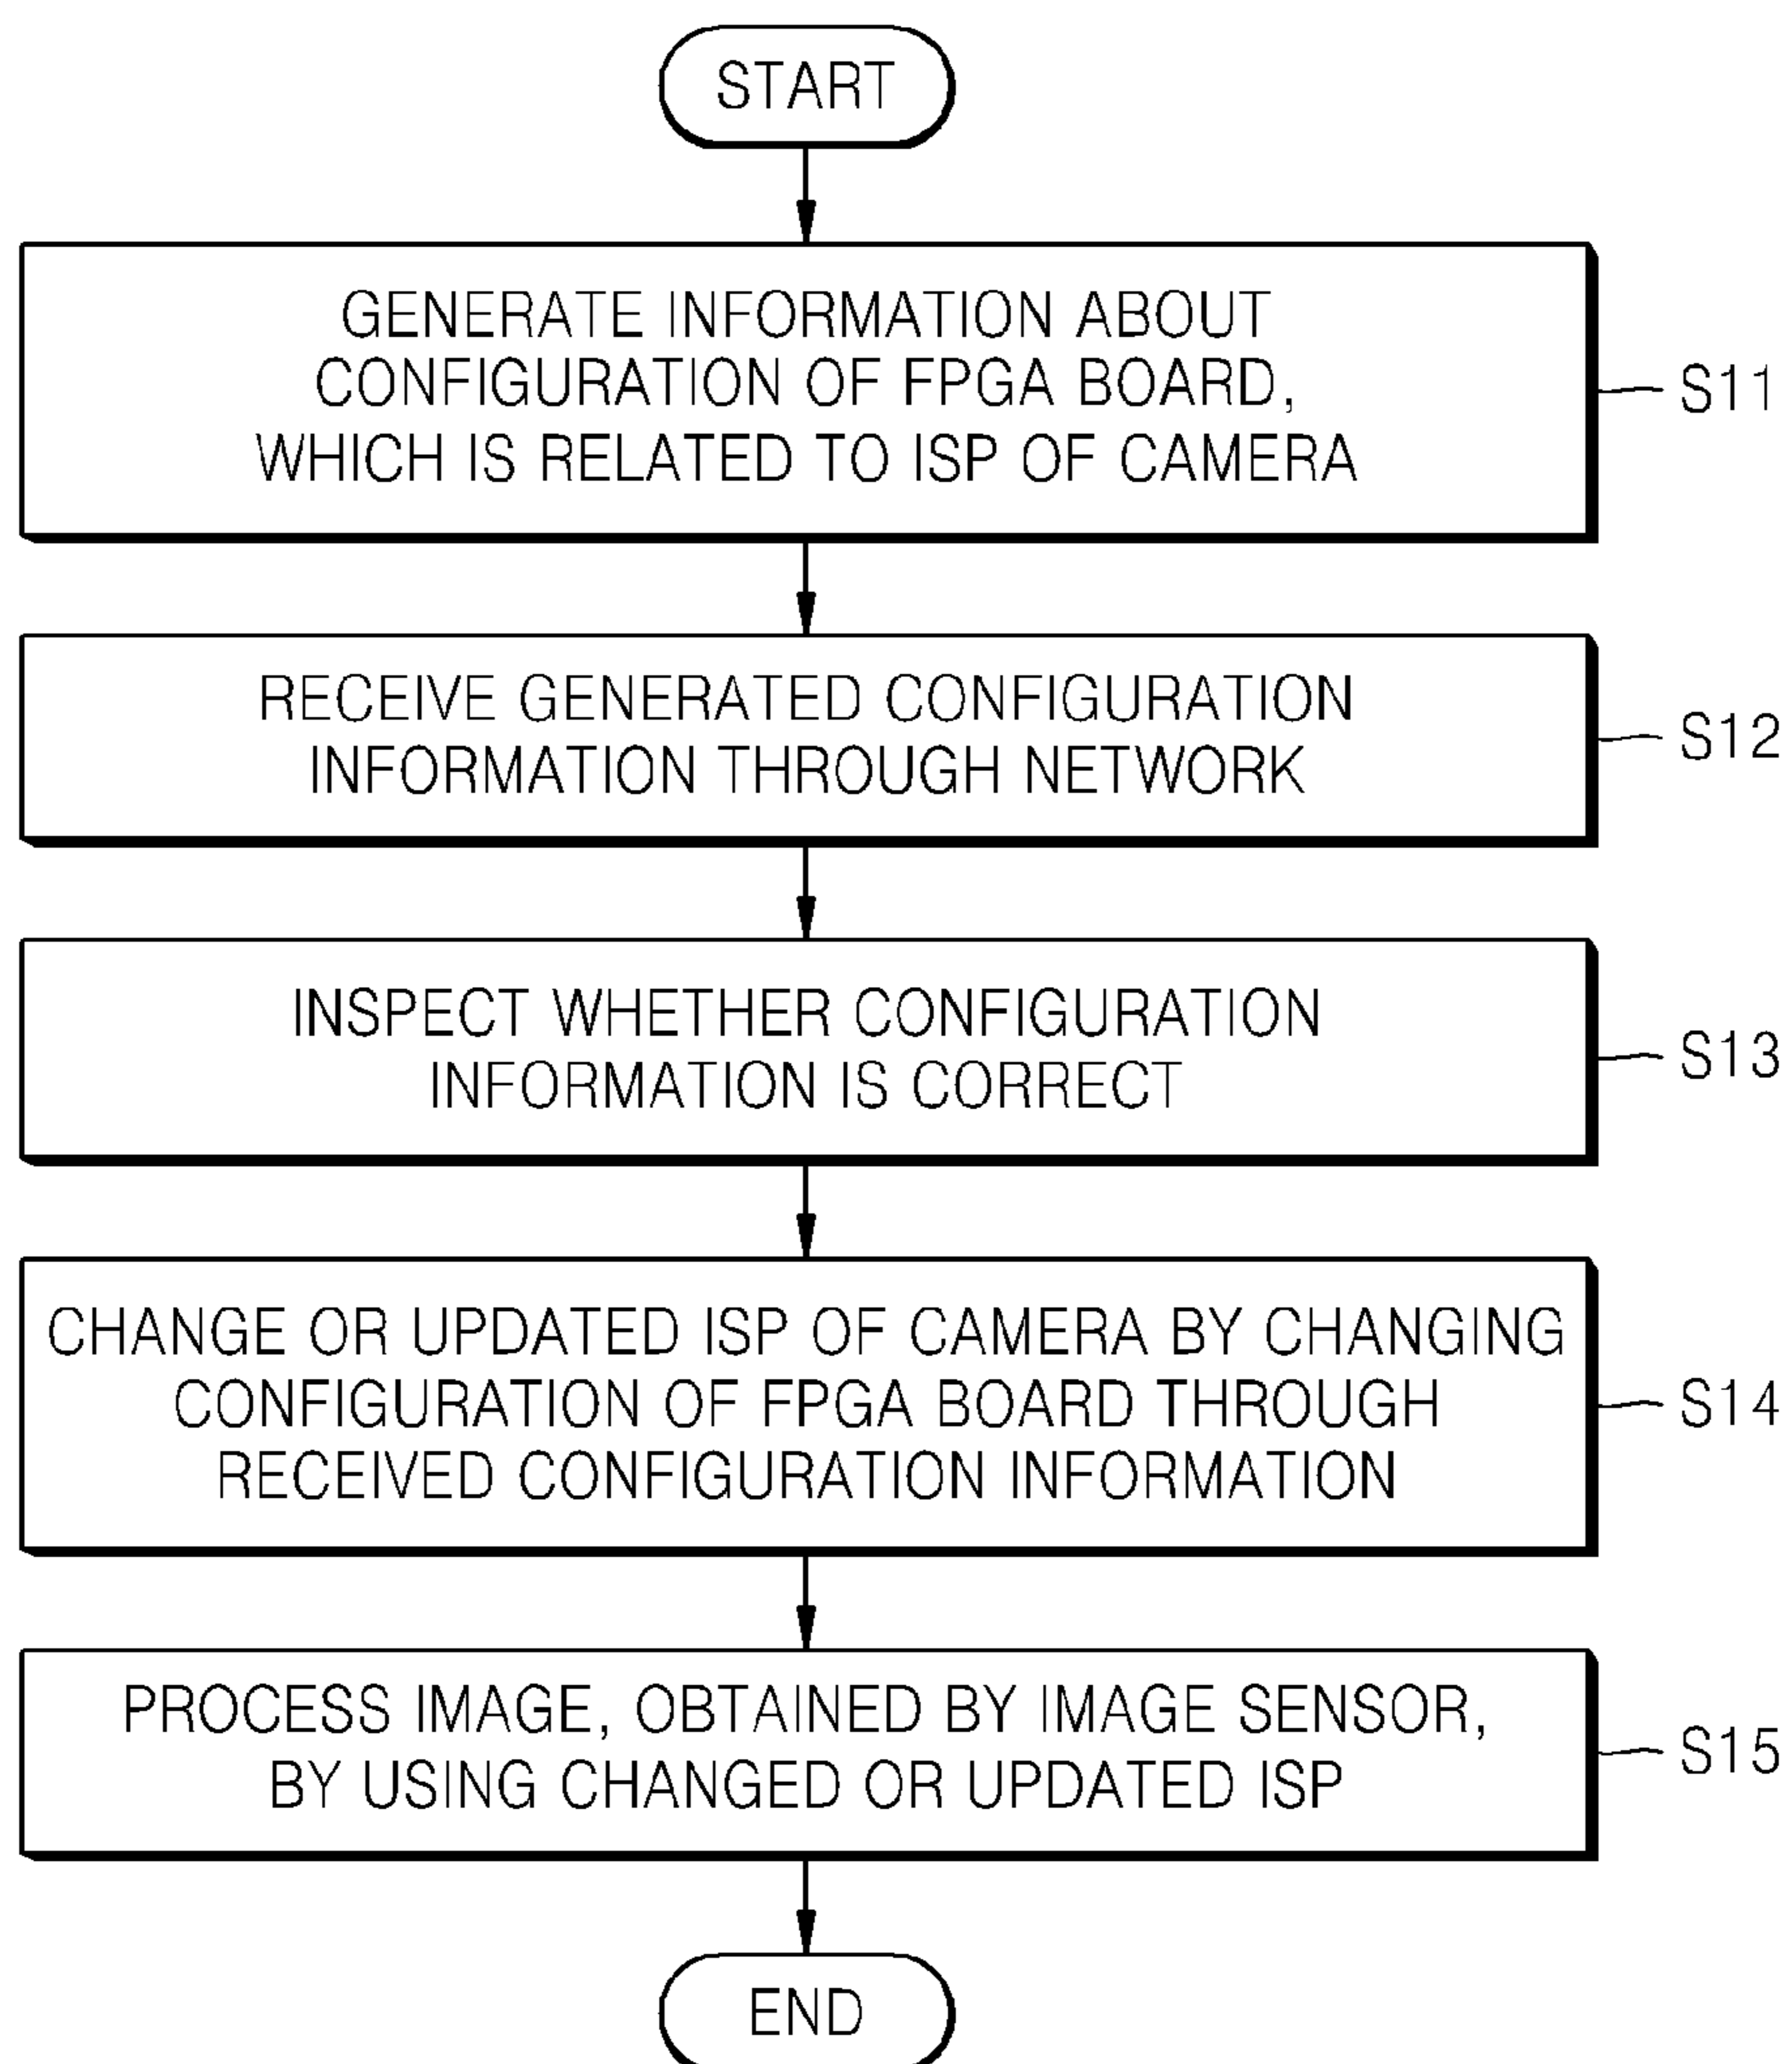 START
GENERATE INFORMATION ABOUT
CONFIGURATION OF FPGA BOARD,
WHICH IS RELATED TO ISP OF CAMERA
S11
RECEIVE GENERATED CONFIGURATION
INFORMATION THROUGH NETWORK
S12
INSPECT WHETHER CONFIGURATION
INFORMATION IS CORRECT
S13
CHANGE OR UPDATED ISP OF CAMERA BY CHANGING
CONFIGURATION OF FPGA BOARD THROUGH
RECEIVED CONFIGURATION INFORMATION
S14
PROCESS IMAGE, OBTAINED BY IMAGE SENSOR,
BY USING CHANGED OR UPDATED ISP
S15
END